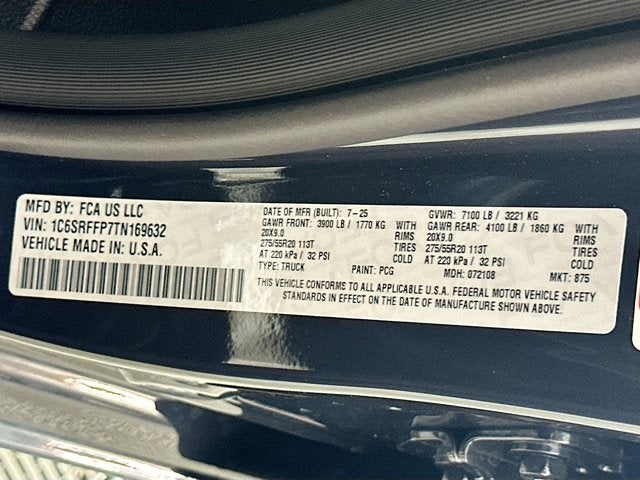 MFD BY: FCA US LLC
VIN: 1C6SRFFP7TN169632
VEHICLE MADE IN: U.S.A.
DATE OF MFR (BUILT): 7-25 GVWR: 7100 LB / 3221 KG
GAWR FRONT: 3900 LB / 1770 KG WITH GAWR REAR: 4100 LB / 1860 KG WITH
20X9.0 RIMS 20X9.0 RIMS
275/55R20 113T TIRES 275/55R20 113T TIRES
AT 220 kPa / 32 PSI COLD AT 220 kPa / 32 PSI COLD
TYPE: TRUCK PAINT: PCG MDH: 072108 MKT: 875
THIS VEHICLE CONFORMS TO ALL APPLICABLE U.S.A. FEDERAL MOTOR VEHICLE SAFETY
STANDARDS IN EFFECT ON THE DATE OF MANUFACTURE SHOWN ABOVE.